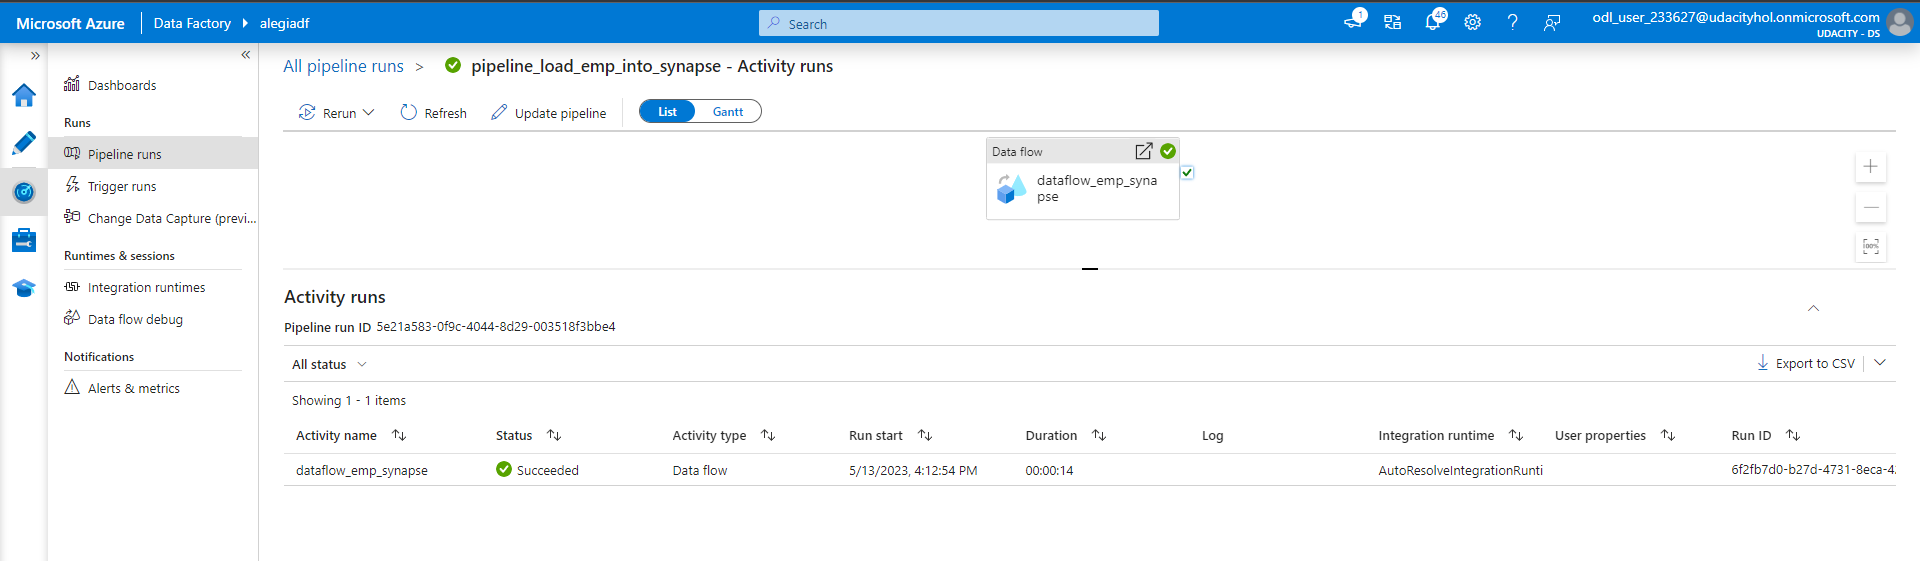 Microsoft Azure
Data Factory
alegiadf
Search
1
46
odl_user_233627@udacityhol.onmicrosoft.com
UDACITY - DS
Dashboards
Runs
Pipeline runs
Trigger runs
Change Data Capture (previ...
Runtimes & sessions
Integration runtimes
Data flow debug
Notifications
Alerts & metrics
All pipeline runs > pipeline_load_emp_into_synapse - Activity runs
Rerun
Refresh
Update pipeline
List
Gantt
Data flow
dataflow_emp_syna
pse
100%
Activity runs
Pipeline run ID 5e21a583-0f9c-4044-8d29-003518f3bbe4
All status
Export to CSV
Showing 1 - 1 items
Activity name Status Activity type Run start Duration Log Integration runtime User properties Run ID
dataflow_emp_synapse Succeeded Data flow 5/13/2023, 4:12:54 PM 00:00:14 AutoResolveIntegrationRunti 6f2fb7d0-b27d-4731-8eca-4